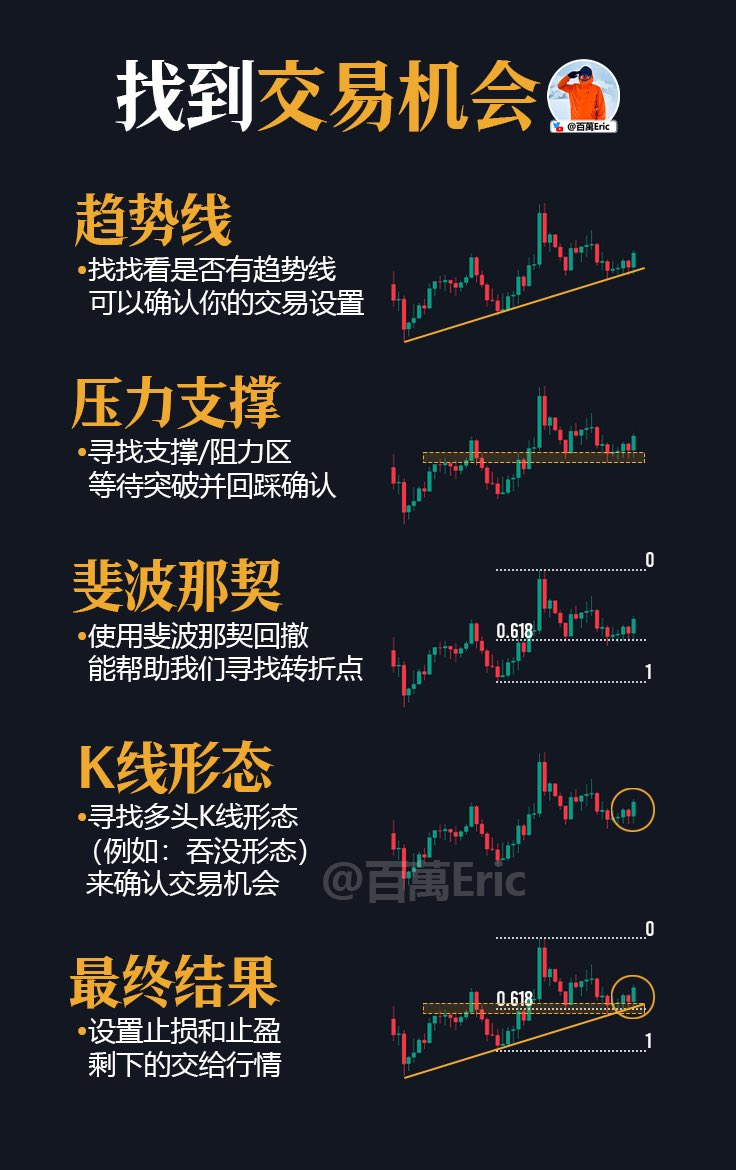 找到交易机会
@百萬Eric
趋势线
•找找看是否有趋势线
可以确认你的交易设置
压力支撑
•寻找支撑/阻力区
等待突破并回踩确认
斐波那契
•使用斐波那契回撤
能帮助我们寻找转折点
0
0.618
1
K线形态
•寻找多头K线形态
（例如：吞没形态）
来确认交易机会
@百萬Eric
最终结果
•设置止损和止盈
剩下的交给行情
0
0.618
1